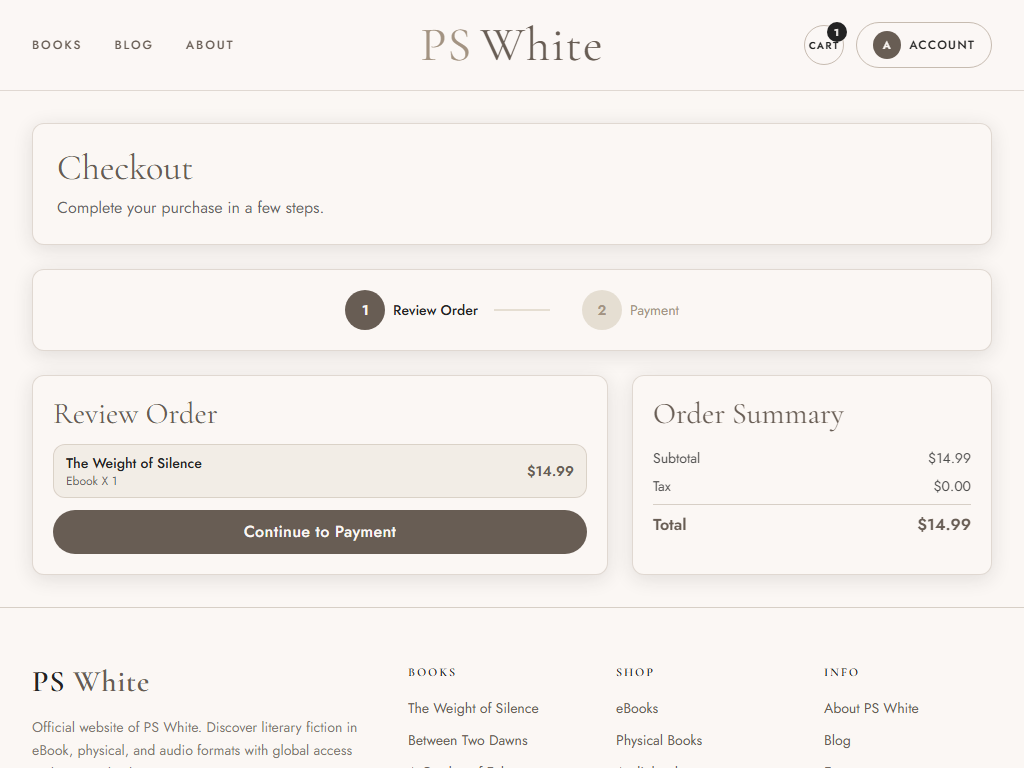 BOOKS BLOG ABOUT
PS White
CART 1
A ACCOUNT
Checkout
Complete your purchase in a few steps.
1 Review Order
2 Payment
Review Order
The Weight of Silence
Ebook X 1
$14.99
Continue to Payment
Order Summary
Subtotal $14.99
Tax $0.00
Total $14.99
PS White
Official website of PS White. Discover literary fiction in
eBook, physical, and audio formats with global access
BOOKS
The Weight of Silence
Between Two Dawns
SHOP
eBooks
Physical Books
INFO
About PS White
Blog